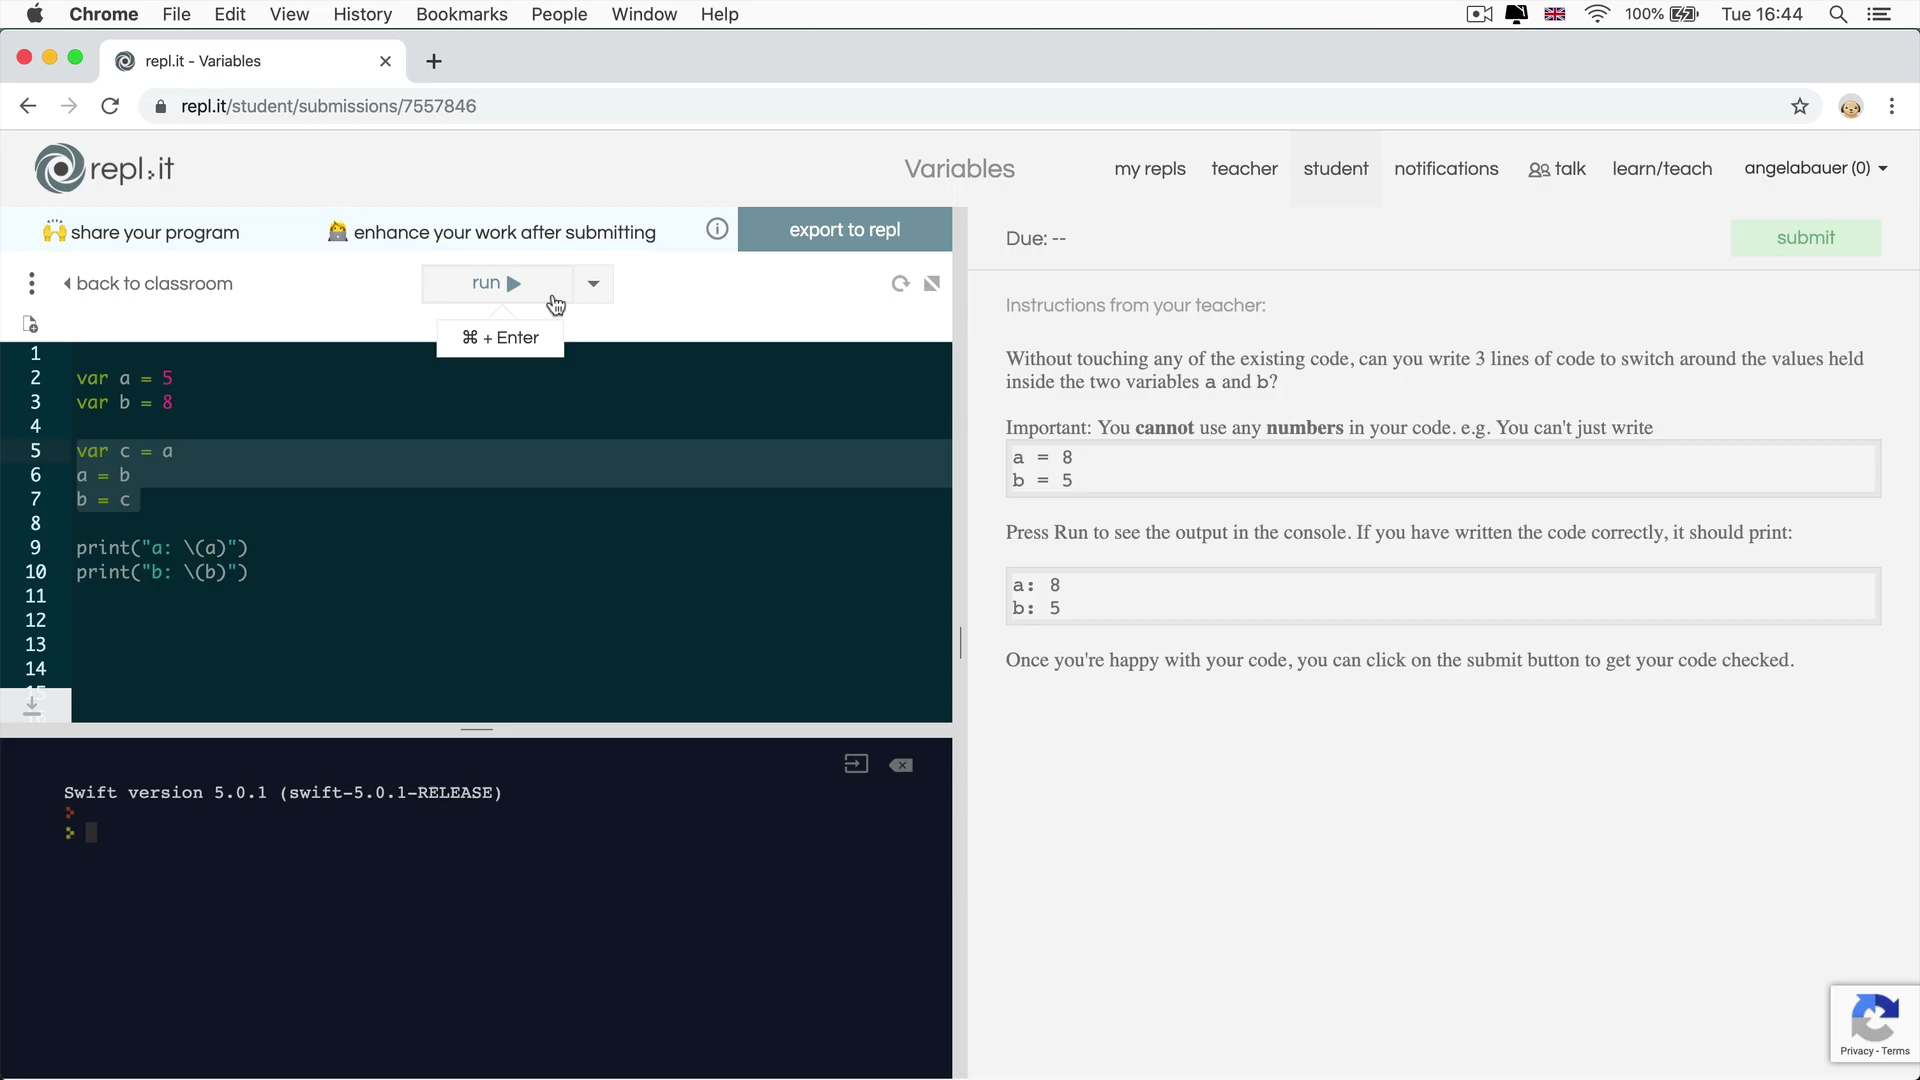 Chrome File Edit View History Bookmarks People Window Help 100% Tue 16:44
repl.it - Variables
repl.it/student/submissions/7557846
repl.it Variables my repls teacher student notifications talk learn/teach angelabauer (0)
🙌 share your program 🙇 enhance your work after submitting export to repl
Due: -- submit
back to classroom run
⌘ + Enter
1
2 var a = 5
3 var b = 8
4
5 var c = a
6 a = b
7 b = c
8
9 print("a: \(a)")
10 print("b: \(b)")
11
12
13
14
15
Swift version 5.0.1 (swift-5.0.1-RELEASE)
>
>
Instructions from your teacher:
Without touching any of the existing code, can you write 3 lines of code to switch around the values held
inside the two variables a and b?
Important: You cannot use any numbers in your code. e.g. You can't just write
a = 8
b = 5
Press Run to see the output in the console. If you have written the code correctly, it should print:
a: 8
b: 5
Once you're happy with your code, you can click on the submit button to get your code checked.
Privacy - Terms